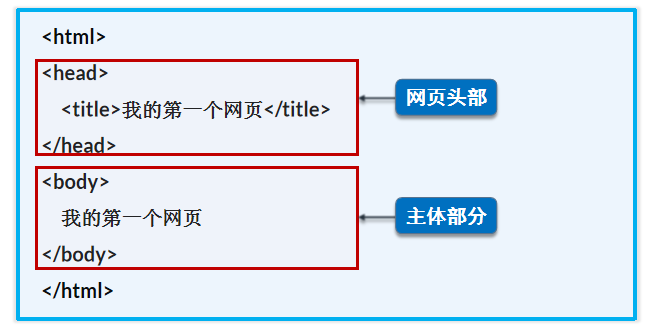 <html>
<head>
<title>我的第一个网页</title>
网页头部
</head>
<body>
我的第一个网页
主体部分
</body>
</html>